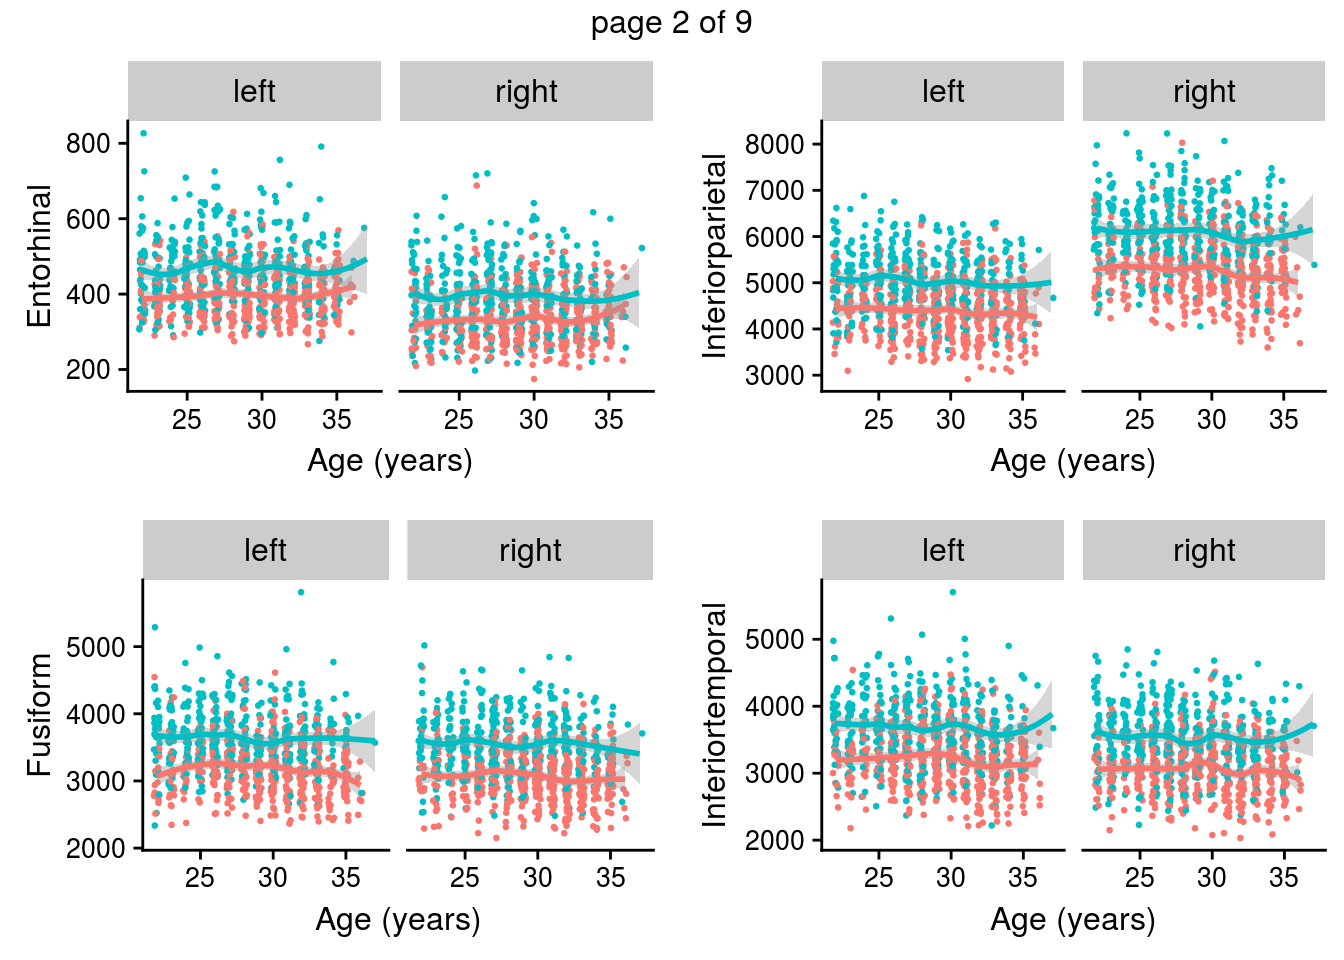 page 2 of 9
left right
Entorhinal
800
600
400
200
25 30 35 25 30 35
Age (years)
left right
Inferiorparietal
8000
7000
6000
5000
4000
3000
25 30 35 25 30 35
Age (years)
left right
Fusiform
5000
4000
3000
2000
25 30 35 25 30 35
Age (years)
left right
Inferiortemporal
5000
4000
3000
2000
25 30 35 25 30 35
Age (years)